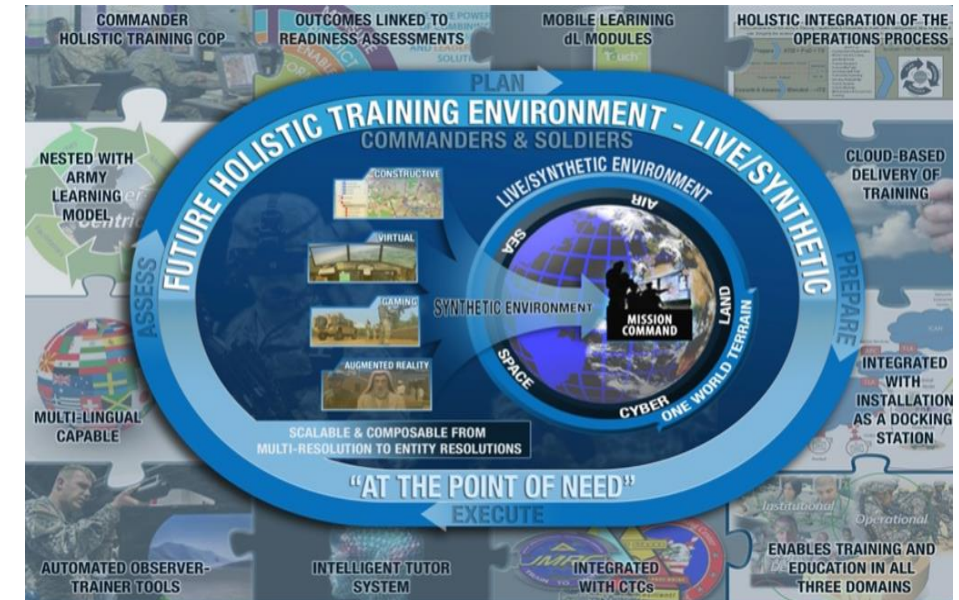 COMMANDER
HOLISTIC TRAINING COP
OUTCOMES LINKED TO
READINESS ASSESSMENTS
MOBILE LEARINING
dL MODULES
HOLISTIC INTEGRATION OF THE
OPERATIONS PROCESS
PLAN
FUTURE HOLISTIC TRAINING ENVIRONMENT - LIVE/SYNTHETIC
COMMANDERS & SOLDIERS
NESTED WITH
ARMY
LEARNING
MODEL
CLOUD-BASED
DELIVERY OF
TRAINING
CONSTRUCTIVE
VIRTUAL
GAMING
AUGMENTED REALITY
SYNTHETIC ENVIRONMENT
LIVE/SYNTHETIC ENVIRONMENT
AIR
SEA
LAND
SPACE
CYBER
MISSION
COMMAND
ONE WORLD TERRAIN
ASSESS
PREPARE
MULTI-LINGUAL
CAPABLE
INTEGRATED
WITH
INSTALLATION
AS A DOCKING
STATION
SCALABLE & COMPOSABLE FROM
MULTI-RESOLUTION TO ENTITY RESOLUTIONS
"AT THE POINT OF NEED"
EXECUTE
AUTOMATED OBSERVER-
TRAINER TOOLS
INTELLIGENT TUTOR
SYSTEM
JMRC
INTEGRATED
WITH CTCs
Institutional
Operational
ENABLES TRAINING AND
EDUCATION IN ALL
THREE DOMAINS